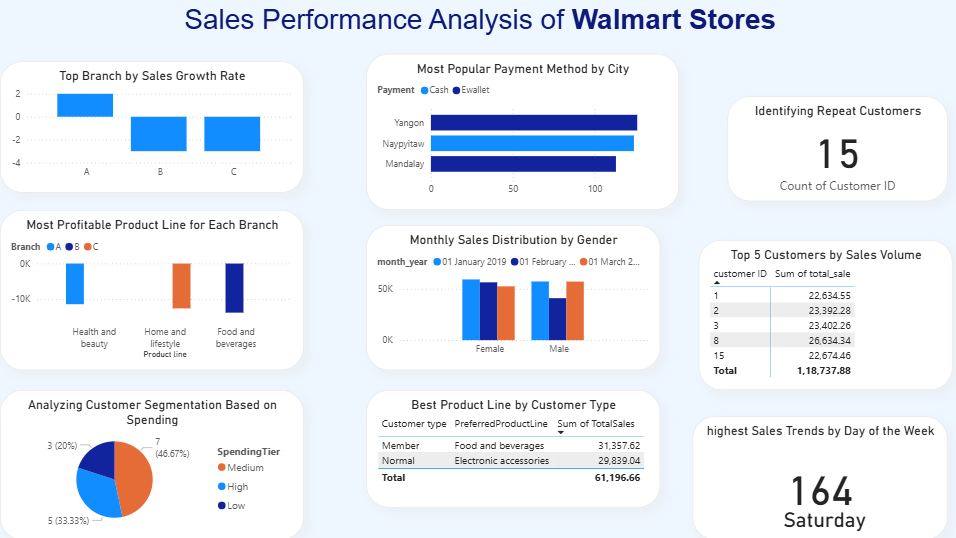 Sales Performance Analysis of Walmart Stores
Top Branch by Sales Growth Rate
2
0
-2
-4
A B C
Most Popular Payment Method by City
Payment Cash Ewallet
Yangon
Naypyitaw
Mandalay
0 50 100
Identifying Repeat Customers
15
Count of Customer ID
Most Profitable Product Line for Each Branch
Branch A B C
0K
-10K
Health and beauty
Home and lifestyle
Food and beverages
Product line
Monthly Sales Distribution by Gender
month_year 01 January 2019 01 February ... 01 March 2...
50K
0K
Female Male
Top 5 Customers by Sales Volume
customer ID Sum of total_sale
1 22,634.55
2 23,392.28
3 23,402.26
8 26,634.34
15 22,674.46
Total 1,18,737.88
Analyzing Customer Segmentation Based on
Spending
3 (20%)
7
(46.67%)
5 (33.33%)
SpendingTier
Medium
High
Low
Best Product Line by Customer Type
Customer type PreferredProductLine Sum of TotalSales
Member Food and beverages 31,357.62
Normal Electronic accessories 29,839.04
Total 61,196.66
highest Sales Trends by Day of the Week
164
Saturday